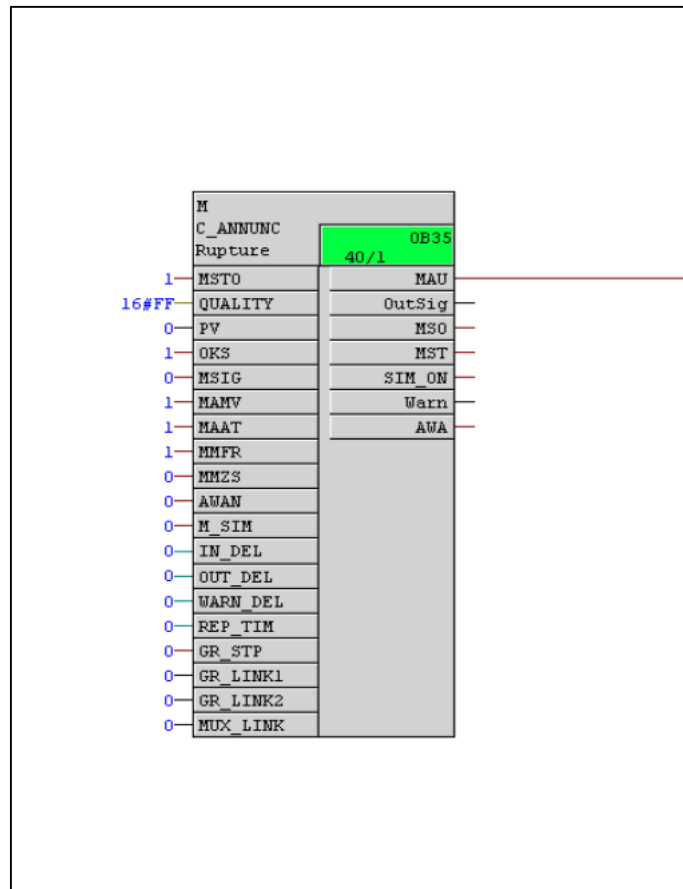 M
C_ANNUNC
Rupture
OB35
40/1
1 MSTO MAU
16#FF QUALITY OutSig
0 PV MSO
1 OKS MST
0 MSIG SIM_ON
1 MAMV Warn
1 MAAT AWA
1 MMFR
0 MMZS
0 AWAN
0 M_SIM
0 IN_DEL
0 OUT_DEL
0 WARN_DEL
0 REP_TIM
0 GR_STP
0 GR_LINK1
0 GR_LINK2
0 MUX_LINK